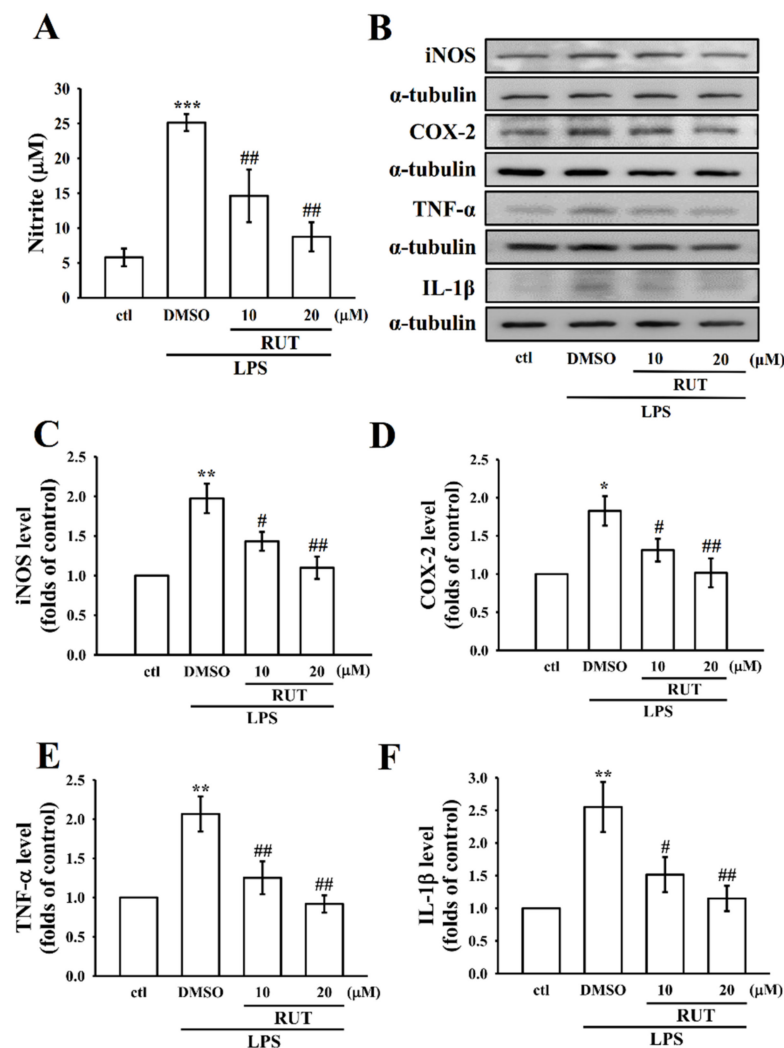 A
Nitrite (μM)
30
25
20
15
10
5
0
***
##
##
ctl DMSO 10 20 (μM)
RUT
LPS
B
iNOS
α-tubulin
COX-2
α-tubulin
TNF-α
α-tubulin
IL-1β
α-tubulin
ctl DMSO 10 20 (μM)
RUT
LPS
C
iNOS level
(folds of control)
2.5
2.0
1.5
1.0
0.5
0.0
**
#
##
ctl DMSO 10 20 (μM)
RUT
LPS
D
COX-2 level
(folds of control)
2.5
2.0
1.5
1.0
0.5
0.0
*
#
##
ctl DMSO 10 20 (μM)
RUT
LPS
E
TNF-α level
(folds of control)
2.5
2.0
1.5
1.0
0.5
0.0
**
##
##
ctl DMSO 10 20 (μM)
RUT
LPS
F
IL-1β level
(folds of control)
3.0
2.5
2.0
1.5
1.0
0.5
0.0
**
#
##
ctl DMSO 10 20 (μM)
RUT
LPS